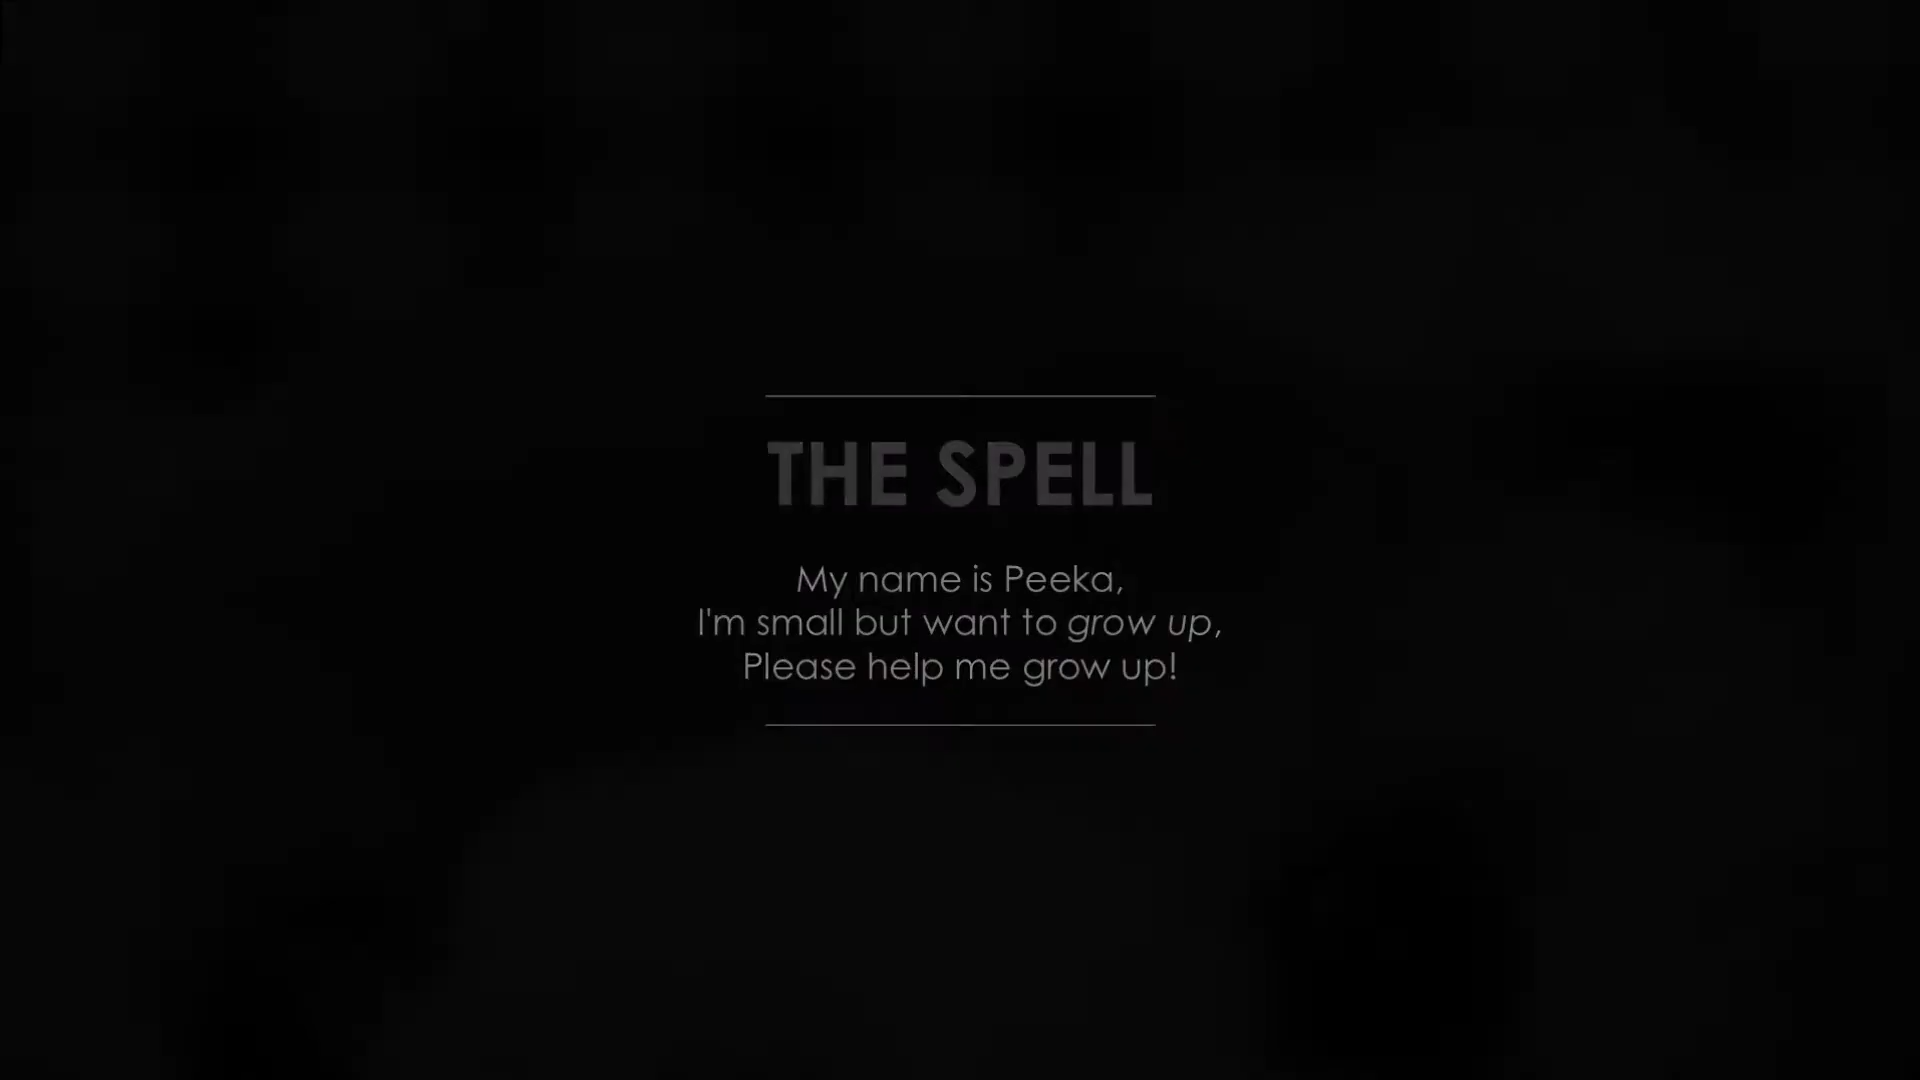 THE SPELL
My name is Peeka,
I'm small but want to grow up,
Please help me grow up!